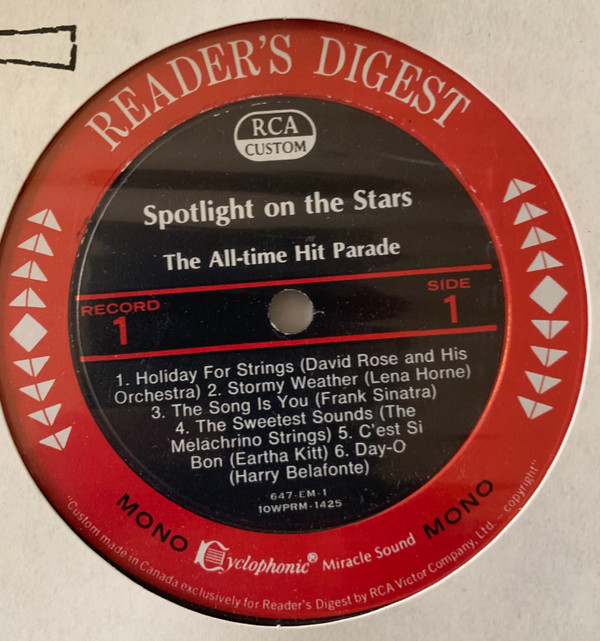 READER'S DIGEST
RCA
CUSTOM
Spotlight on the Stars
The All-time Hit Parade
RECORD
1
SIDE
1
1. Holiday For Strings (David Rose and His
Orchestra) 2. Stormy Weather (Lena Horne)
3. The Song Is You (Frank Sinatra)
4. The Sweetest Sounds (The
Melachrino Strings) 5. C'est Si
Bon (Eartha Kitt) 6. Day-O
(Harry Belafonte)
647-EM-1
10WPRM-1425
MONO Cyclophonic® Miracle Sound MONO
"Custom made in Canada exclusively for Reader's Digest by RCA Victor Company, Ltd. – copyright"